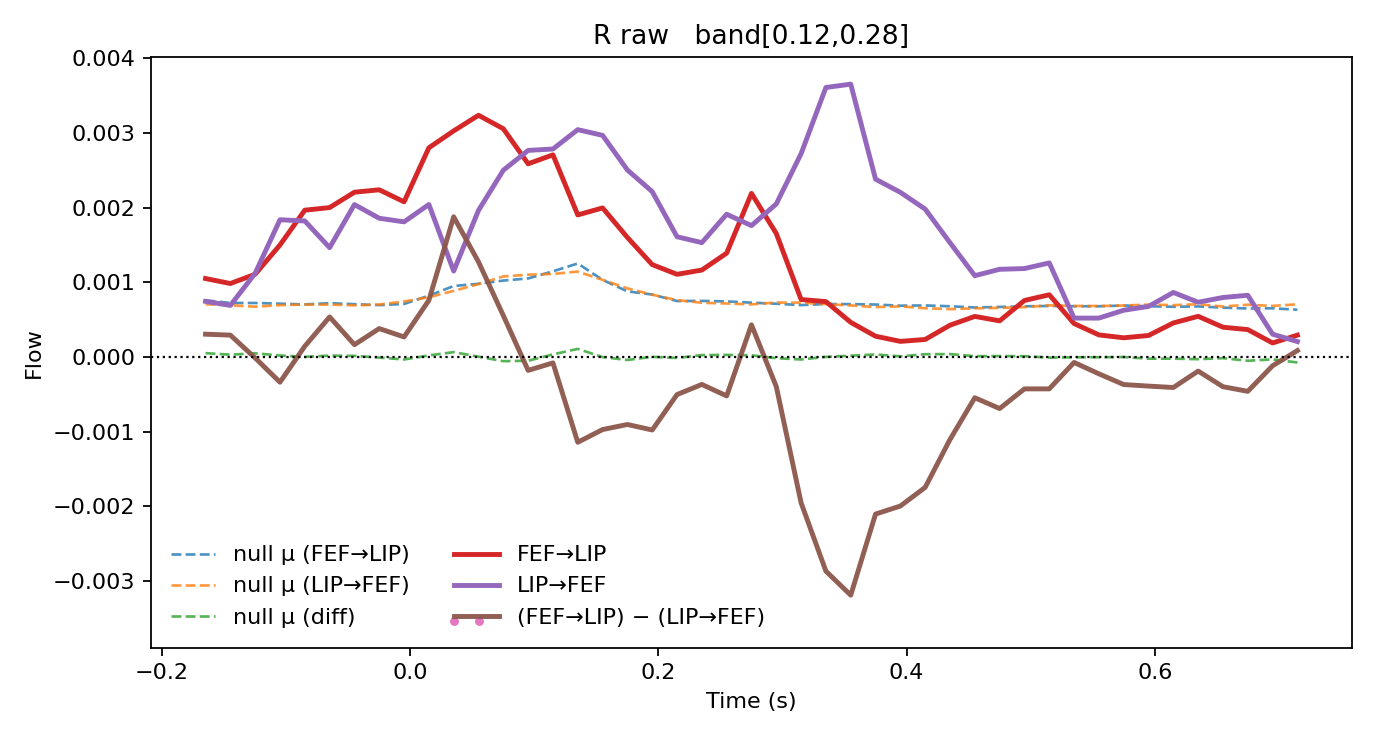 R raw   band[0.12,0.28]
0.004
0.003
0.002
0.001
0.000
−0.001
−0.002
−0.003
Flow
null μ (FEF→LIP)
null μ (LIP→FEF)
null μ (diff)
FEF→LIP
LIP→FEF
(FEF→LIP) − (LIP→FEF)
−0.2
0.0
0.2
0.4
0.6
Time (s)